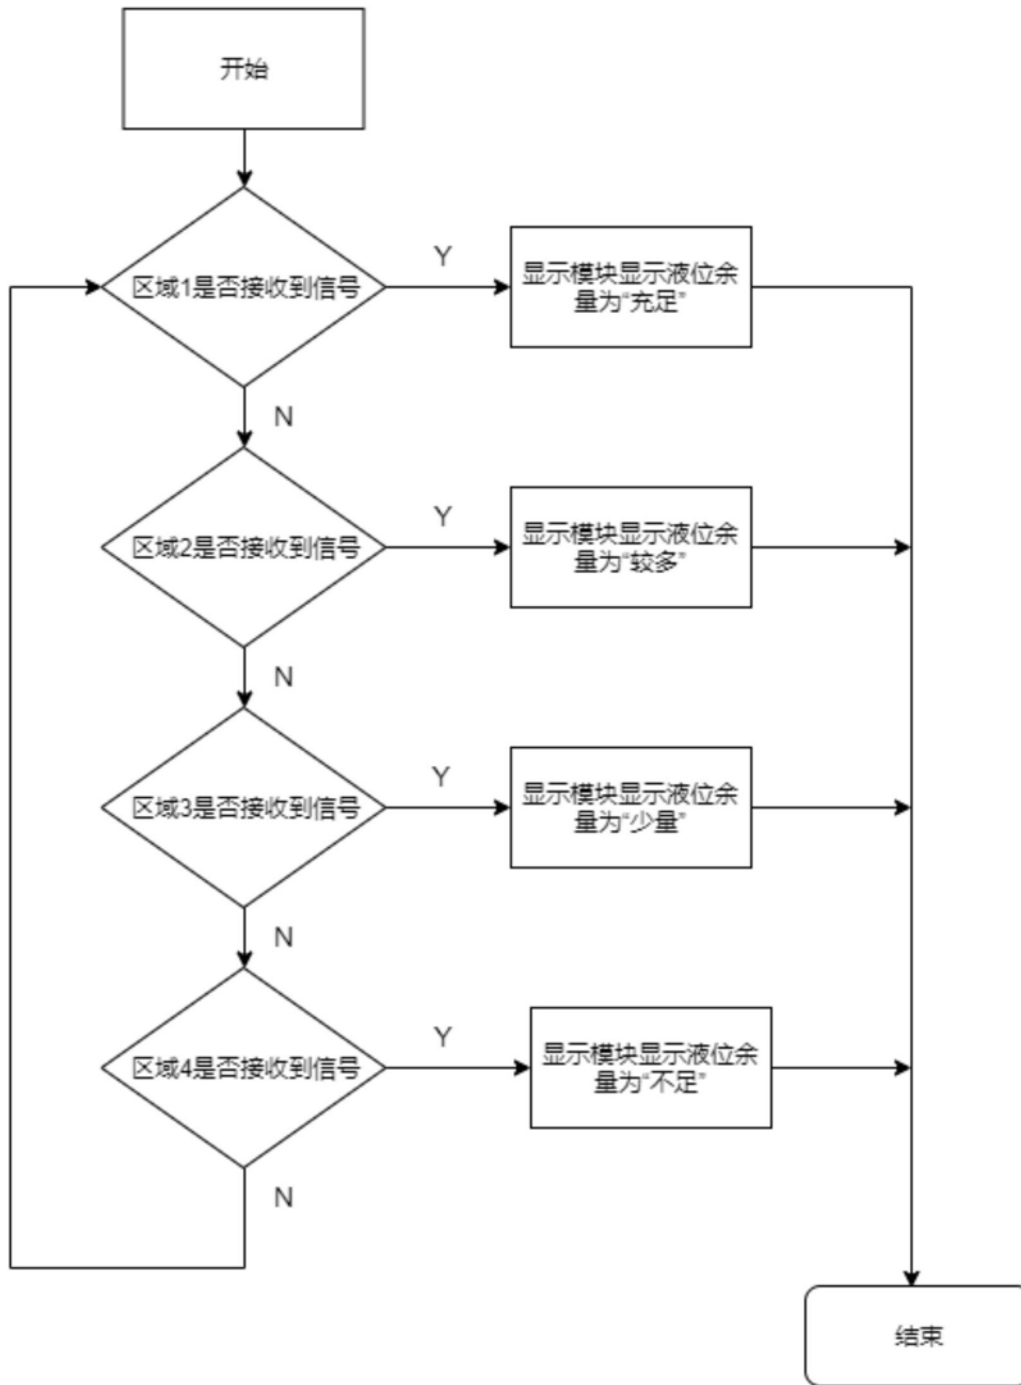 开始
区域1是否接收到信号
Y
显示模块显示液位余
量为“充足”
N
区域2是否接收到信号
Y
显示模块显示液位余
量为“较多”
N
区域3是否接收到信号
Y
显示模块显示液位余
量为“少量”
N
区域4是否接收到信号
Y
显示模块显示液位余
量为“不足”
N
结束